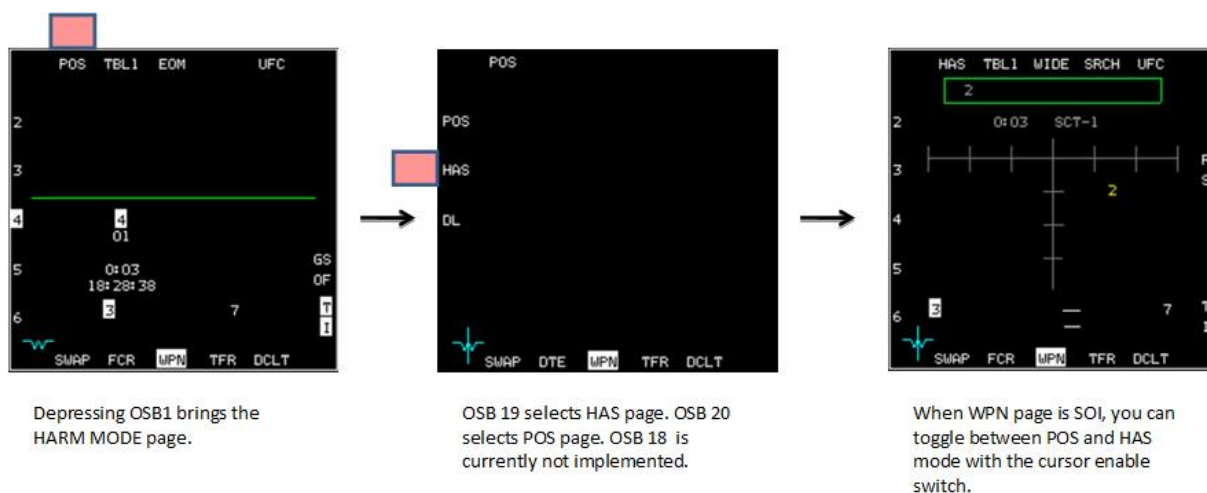 POS TBL1 EOM UFC
2
3
4 4
01
GS
5 0:03 OF
18:28:38
3 7 T
6 I
SWAP FCR WPN TFR DCLT
POS
POS
HAS
DL
SWAP DTE WPN TFR DCLT
HAS TBL1 WIDE SRCH UFC
2
2 0:03 SCT-1
3 R
2 S
4
5
3 7 T
6 I
SWAP FCR WPN TFR DCLT
Depressing OSB1 brings the
HARM MODE page.
OSB 19 selects HAS page. OSB 20
selects POS page. OSB 18 is
currently not implemented.
When WPN page is SOI, you can
toggle between POS and HAS
mode with the cursor enable
switch.